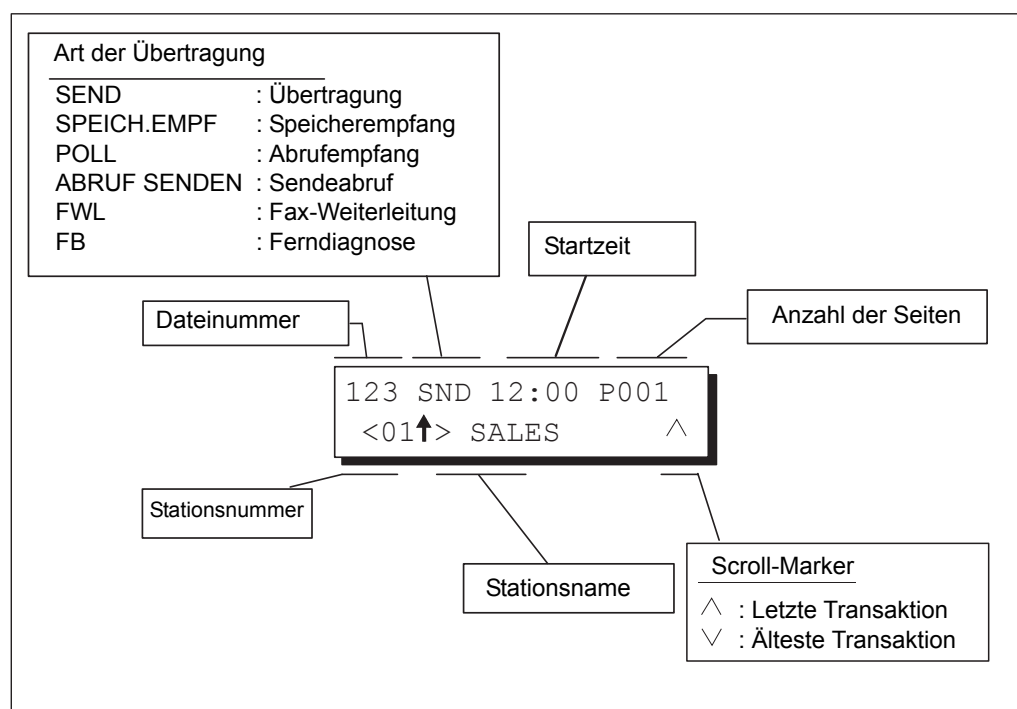 Art der Übertragung
SEND : Übertragung
SPEICH.EMPF : Speicherempfang
POLL : Abrufempfang
ABRUF SENDEN : Sendeabruf
FWL : Fax-Weiterleitung
FB : Ferndiagnose
Startzeit
Dateinummer
Anzahl der Seiten
123 SND 12:00 P001
<01↑> SALES ∧
Stationsnummer
Stationsname
Scroll-Marker
∧ : Letzte Transaktion
∨ : Älteste Transaktion